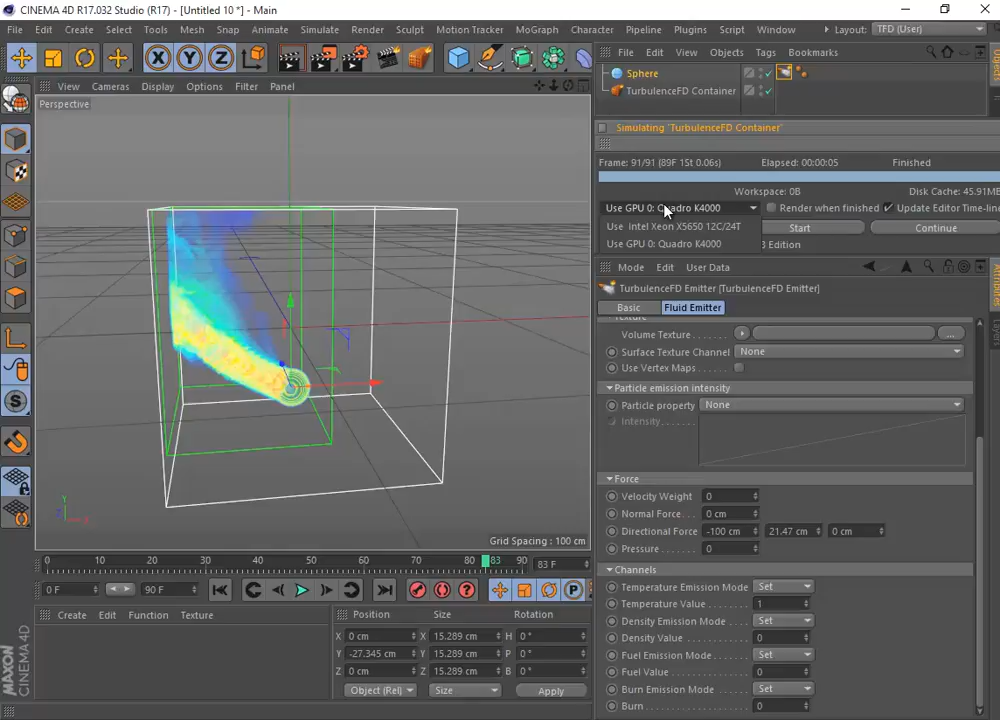 CINEMA 4D R17.032 Studio (R17) - [Untitled 10 *] - Main
File Edit Create Select Tools Mesh Snap Animate Simulate Render Sculpt Motion Tracker MoGraph Character Pipeline Plugins Script Window Layout: TFD (User)
X Y Z
File Edit View Objects Tags Bookmarks
Sphere
TurbulenceFD Container
View Cameras Display Options Filter Panel
Perspective
Simulating 'TurbulenceFD Container'
Frame: 91/91 (89F 1St 0.06s) Elapsed: 00:00:05 Finished
Workspace: 0B Disk Cache: 45.91MB
Use GPU 0: Quadro K4000 Render when finished Update Editor Time-line
Use Intel Xeon X5650 12C/24T Start Continue
Use GPU 0: Quadro K4000 3 Edition
Mode Edit User Data
TurbulenceFD Emitter [TurbulenceFD Emitter]
Basic Fluid Emitter
Texture
Volume Texture ...
Surface Texture Channel None
Use Vertex Maps
Particle emission intensity
Particle property None
Intensity
Force
Velocity Weight 0
Normal Force 0 cm
Directional Force -100 cm 21.47 cm 0 cm
Pressure 0
Channels
Temperature Emission Mode Set
Temperature Value 1
Density Emission Mode Set
Density Value 0
Fuel Emission Mode Set
Fuel Value 0
Burn Emission Mode Set
Burn 0
Y
Grid Spacing : 100 cm
0 10 20 30 40 50 60 70 80 83 90 83 F
0 F 90 F P
Create Edit Function Texture
Position Size Rotation
X 0 cm X 15.289 cm H 0 °
Y -27.345 cm Y 15.289 cm P 0 °
Z 0 cm Z 15.289 cm B 0 °
Object (Rel) Size Apply
MAXON
CINEMA 4D